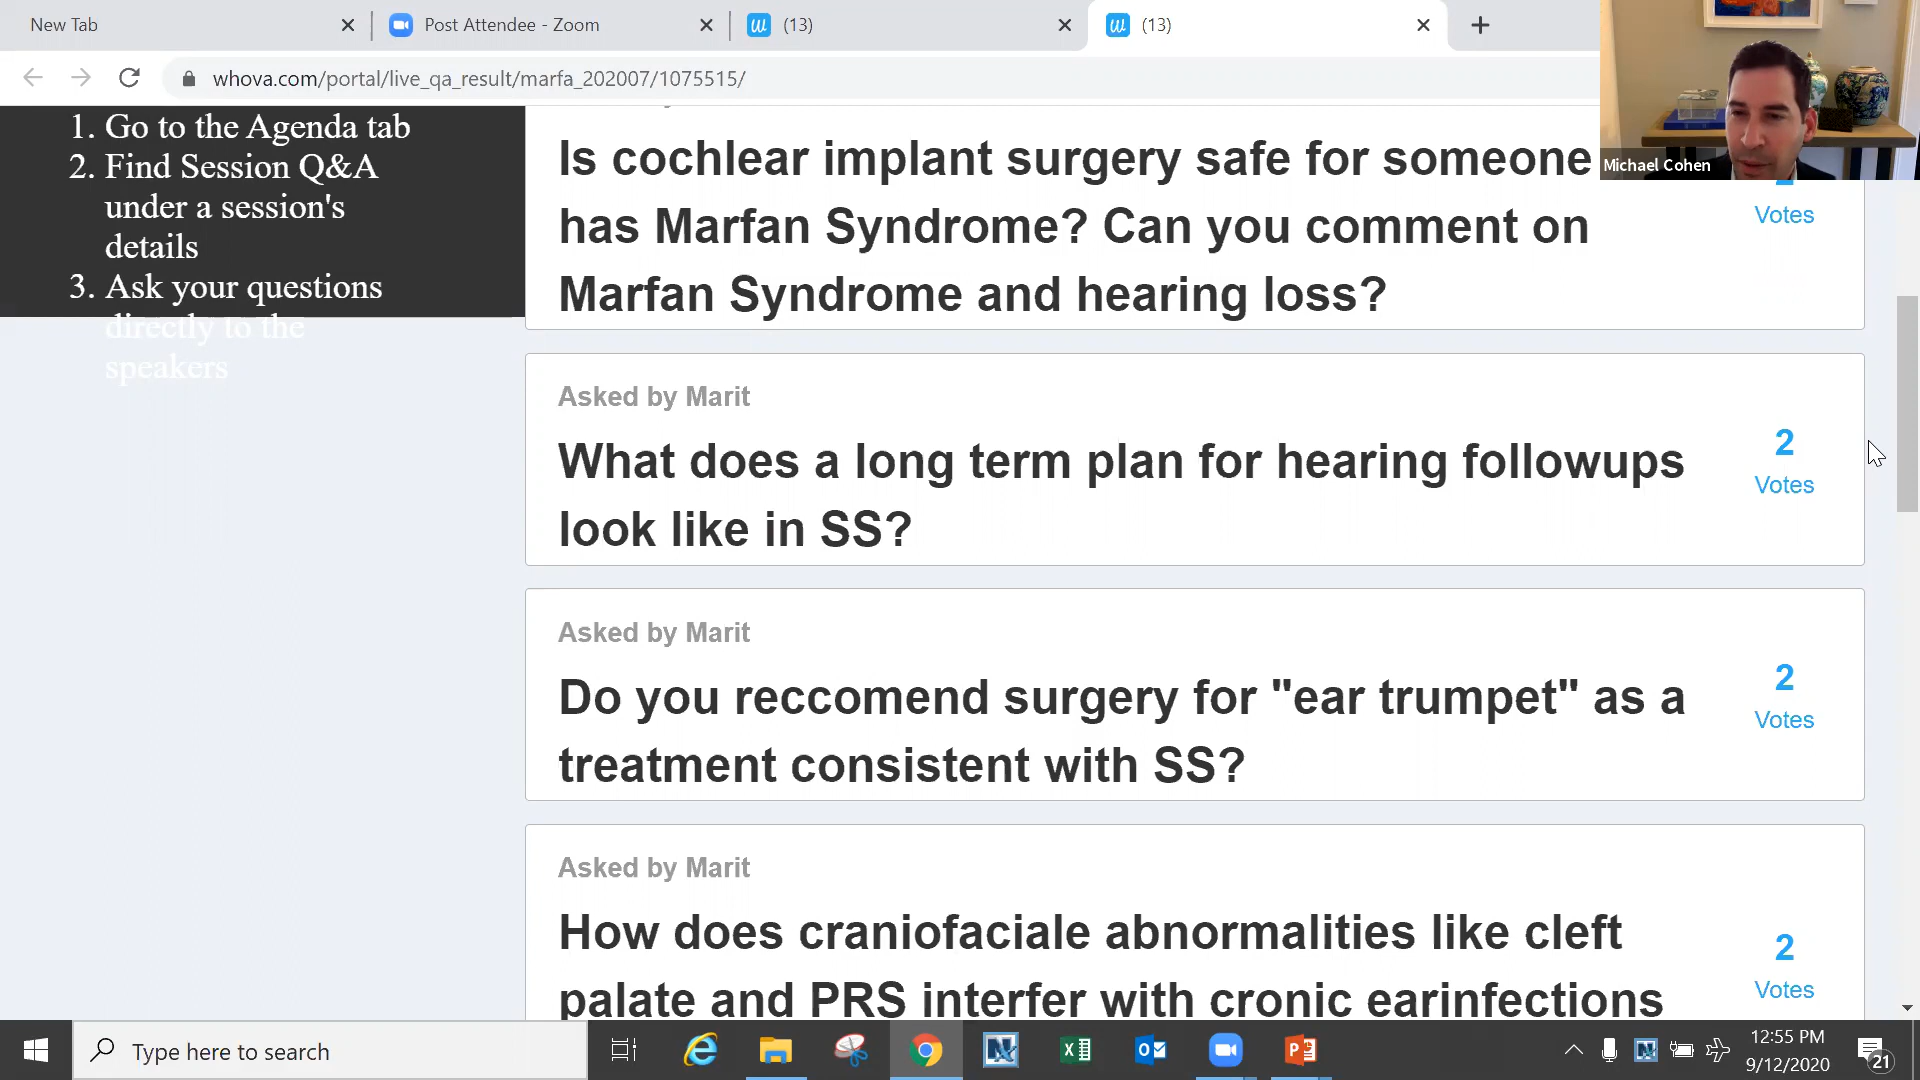 New Tab
Post Attendee - Zoom
(13)
(13)
whova.com/portal/live_qa_result/marfa_202007/1075515/
1. Go to the Agenda tab
2. Find Session Q&A
under a session's
details
3. Ask your questions
directly to the
speakers
Michael Cohen
Is cochlear implant surgery safe for someone
has Marfan Syndrome? Can you comment on
Marfan Syndrome and hearing loss?
Votes
Asked by Marit
What does a long term plan for hearing followups
look like in SS?
2
Votes
Asked by Marit
Do you reccomend surgery for "ear trumpet" as a
treatment consistent with SS?
2
Votes
Asked by Marit
How does craniofaciale abnormalities like cleft
palate and PRS interfer with cronic earinfections
2
Votes
Type here to search
12:55 PM
9/12/2020
21